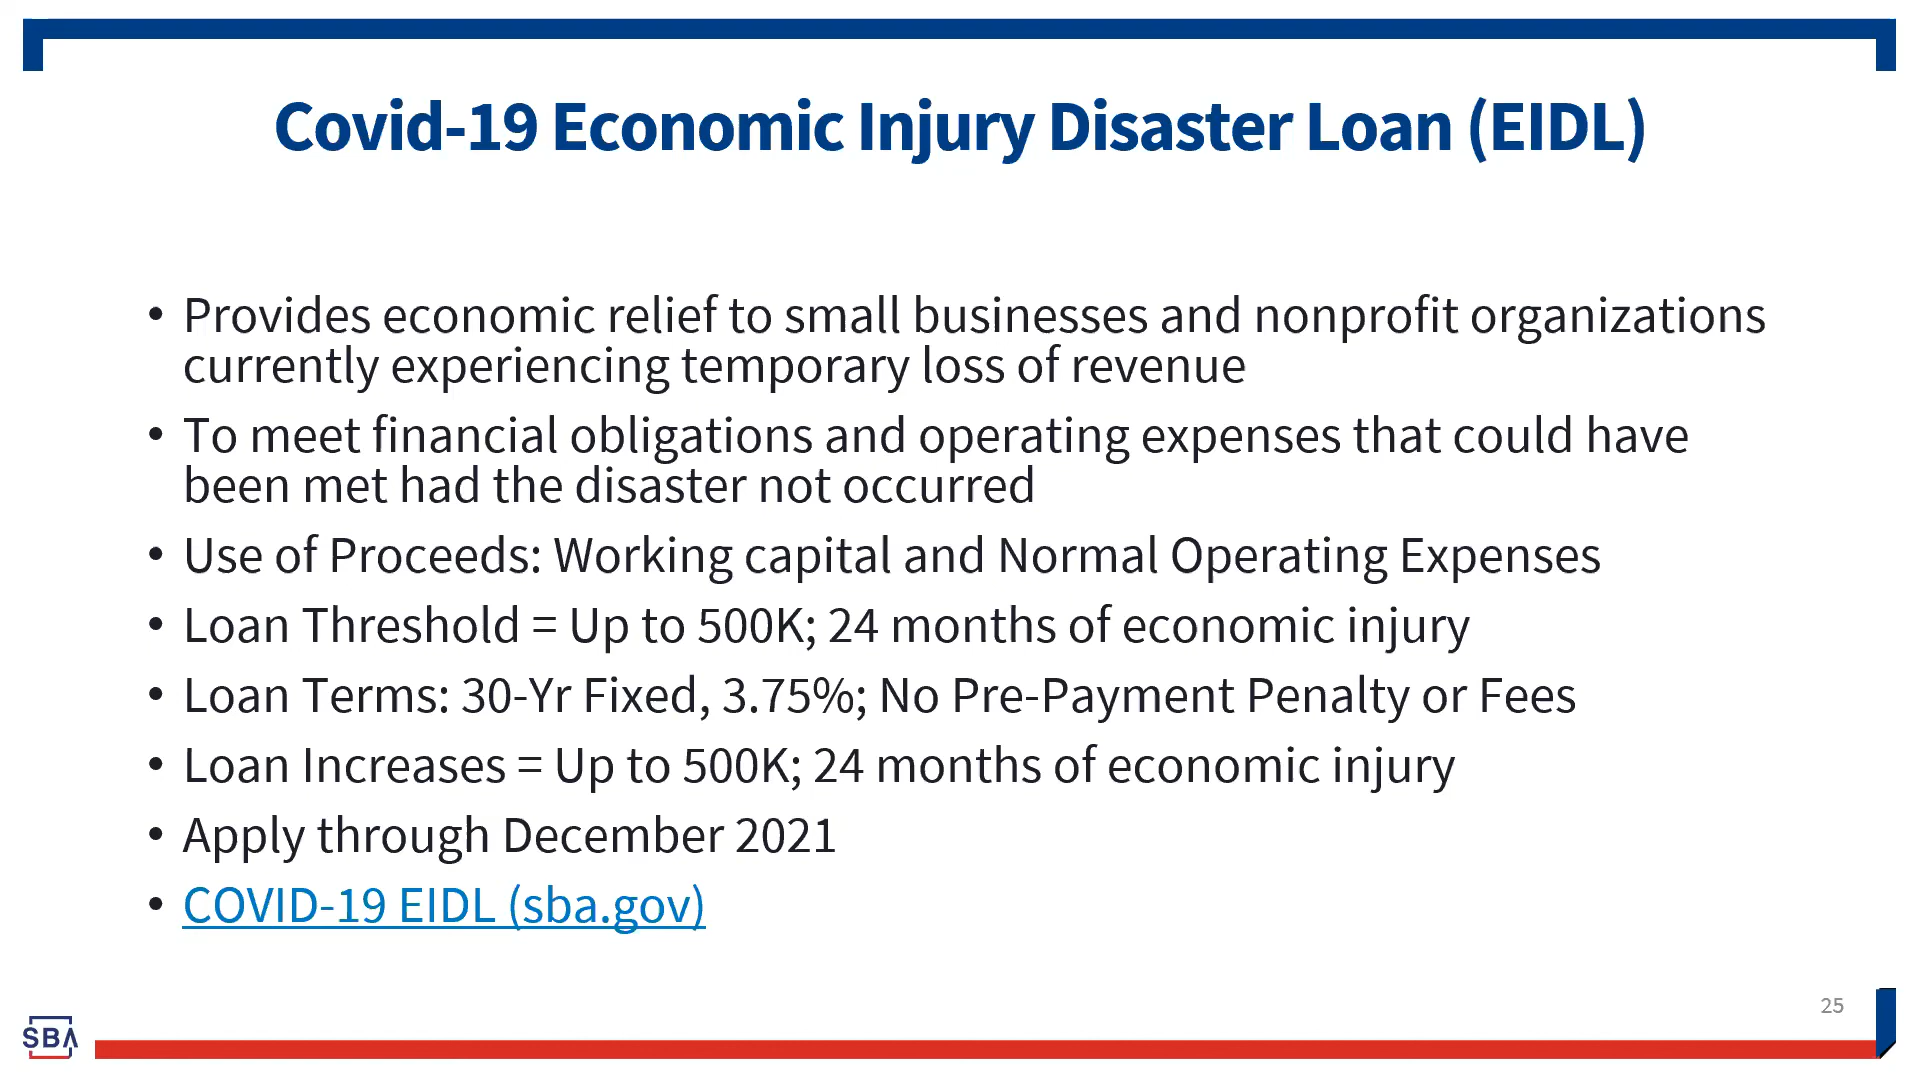 Covid-19 Economic Injury Disaster Loan (EIDL)
• Provides economic relief to small businesses and nonprofit organizations
currently experiencing temporary loss of revenue
• To meet financial obligations and operating expenses that could have
been met had the disaster not occurred
• Use of Proceeds: Working capital and Normal Operating Expenses
• Loan Threshold = Up to 500K; 24 months of economic injury
• Loan Terms: 30-Yr Fixed, 3.75%; No Pre-Payment Penalty or Fees
• Loan Increases = Up to 500K; 24 months of economic injury
• Apply through December 2021
• COVID-19 EIDL (sba.gov)
25
SBA